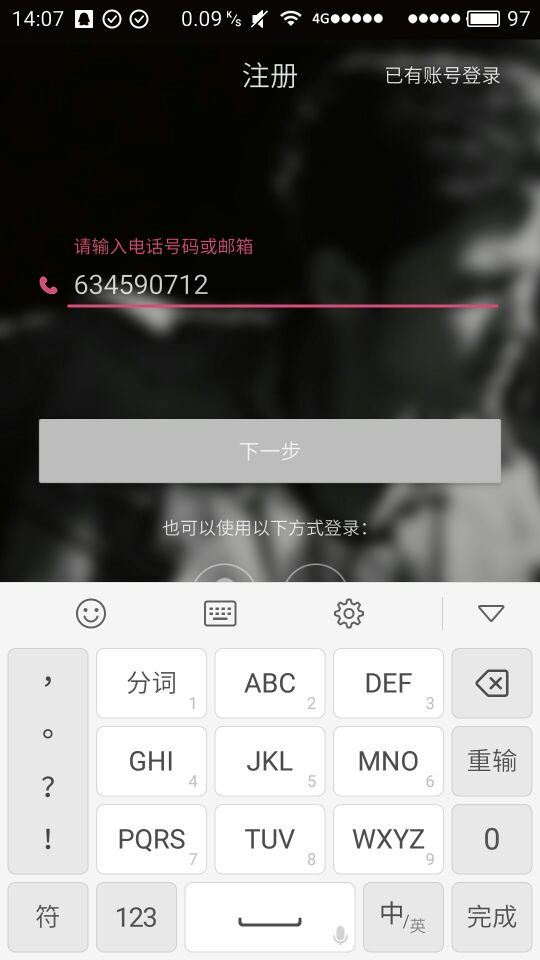 14:07 0.09 K/s 4G 97
注册 已有账号登录
请输入电话号码或邮箱
634590712
下一步
也可以使用以下方式登录：
， 分词 1 ABC 2 DEF 3
。 GHI 4 JKL 5 MNO 6 重输
？ PQRS 7 TUV 8 WXYZ 9 0
！
符 123 中/英 完成